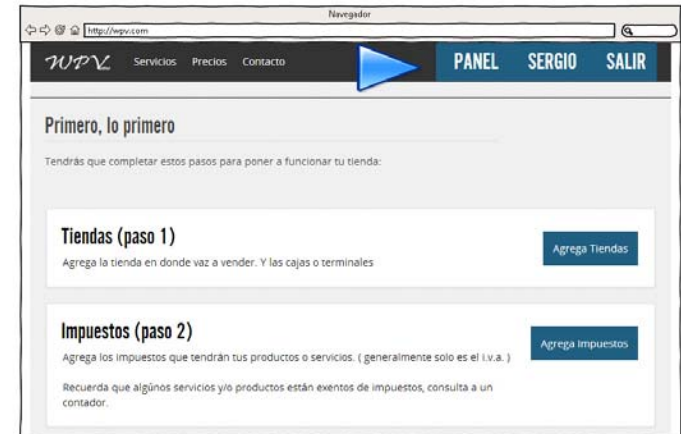 Navegador
http://wpv.com
WPV Servicios Precios Contacto PANEL SERGIO SALIR
Primero, lo primero
Tendrás que completar estos pasos para poner a funcionar tu tienda:
Tiendas (paso 1)
Agrega la tienda en donde vaz a vender. Y las cajas o terminales
Agrega Tiendas
Impuestos (paso 2)
Agrega los impuestos que tendrán tus productos o servicios. ( generalmente solo es el i.v.a. )
Agrega Impuestos
Recuerda que algúnos servicios y/o productos están exentos de impuestos, consulta a un
contador.